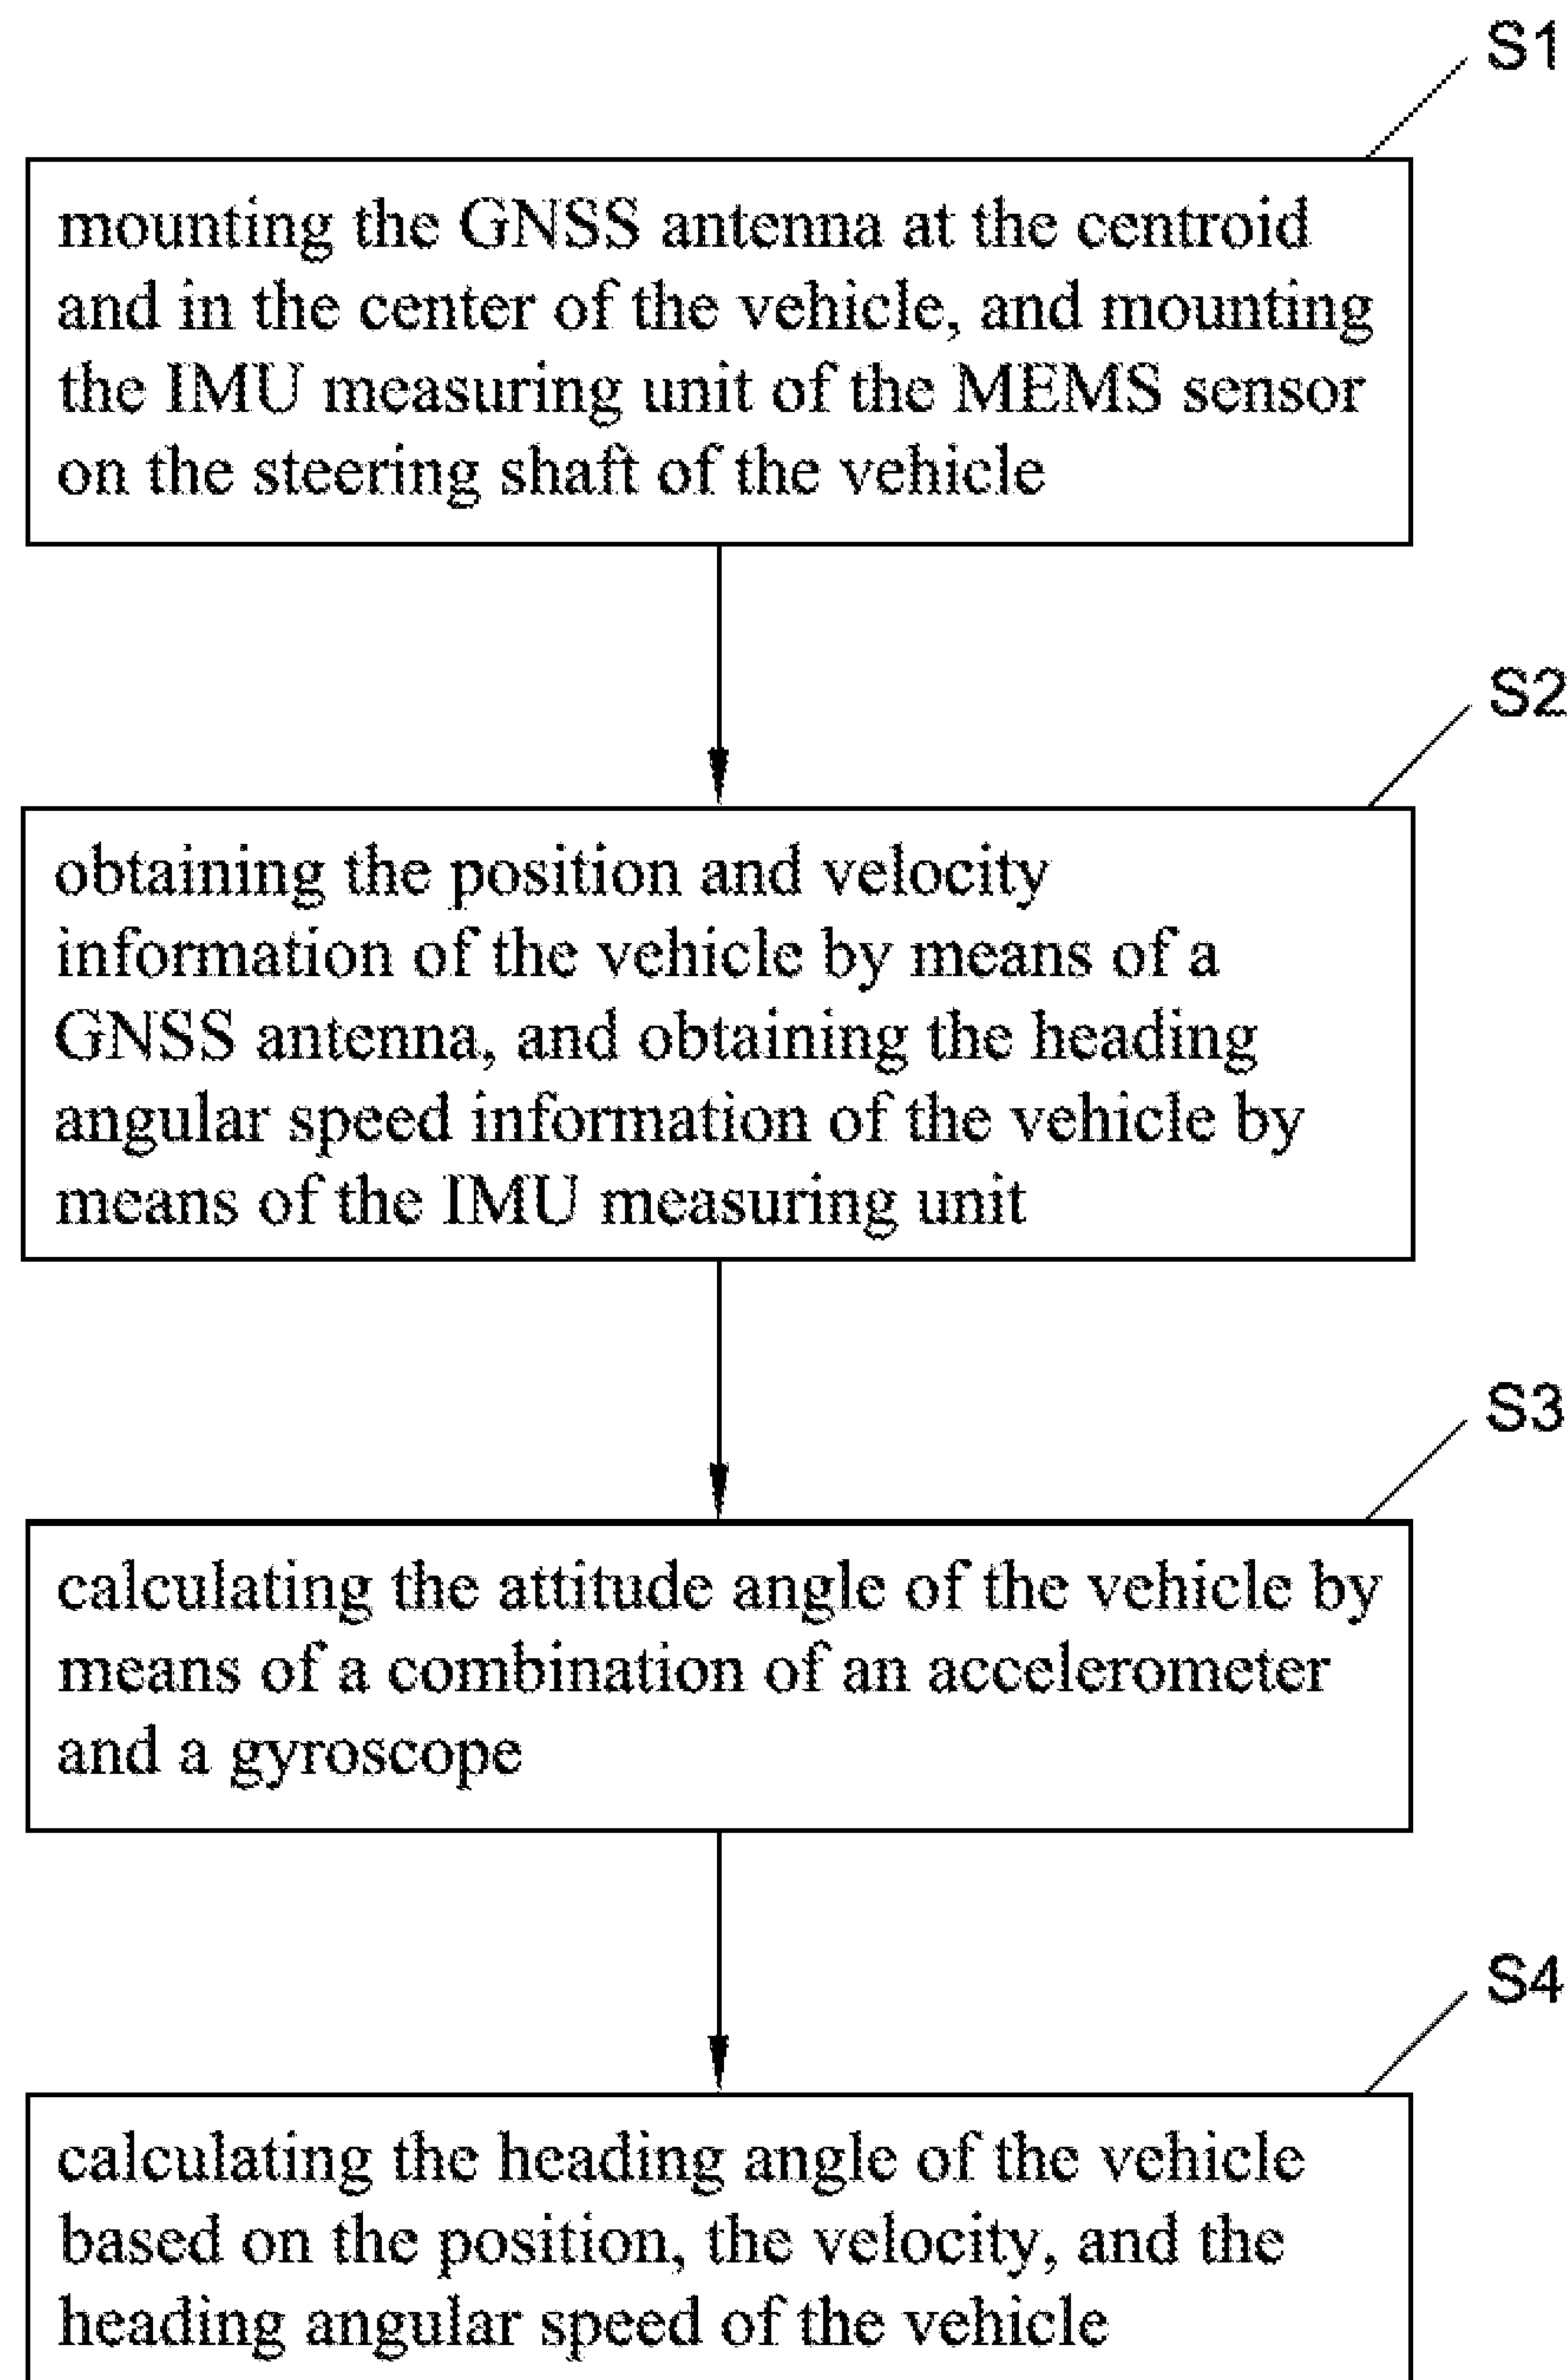 S1
mounting the GNSS antenna at the centroid
and in the center of the vehicle, and mounting
the IMU measuring unit of the MEMS sensor
on the steering shaft of the vehicle
S2
obtaining the position and velocity
information of the vehicle by means of a
GNSS antenna, and obtaining the heading
angular speed information of the vehicle by
means of the IMU measuring unit
S3
calculating the attitude angle of the vehicle by
means of a combination of an accelerometer
and a gyroscope
S4
calculating the heading angle of the vehicle
based on the position, the velocity, and the
heading angular speed of the vehicle